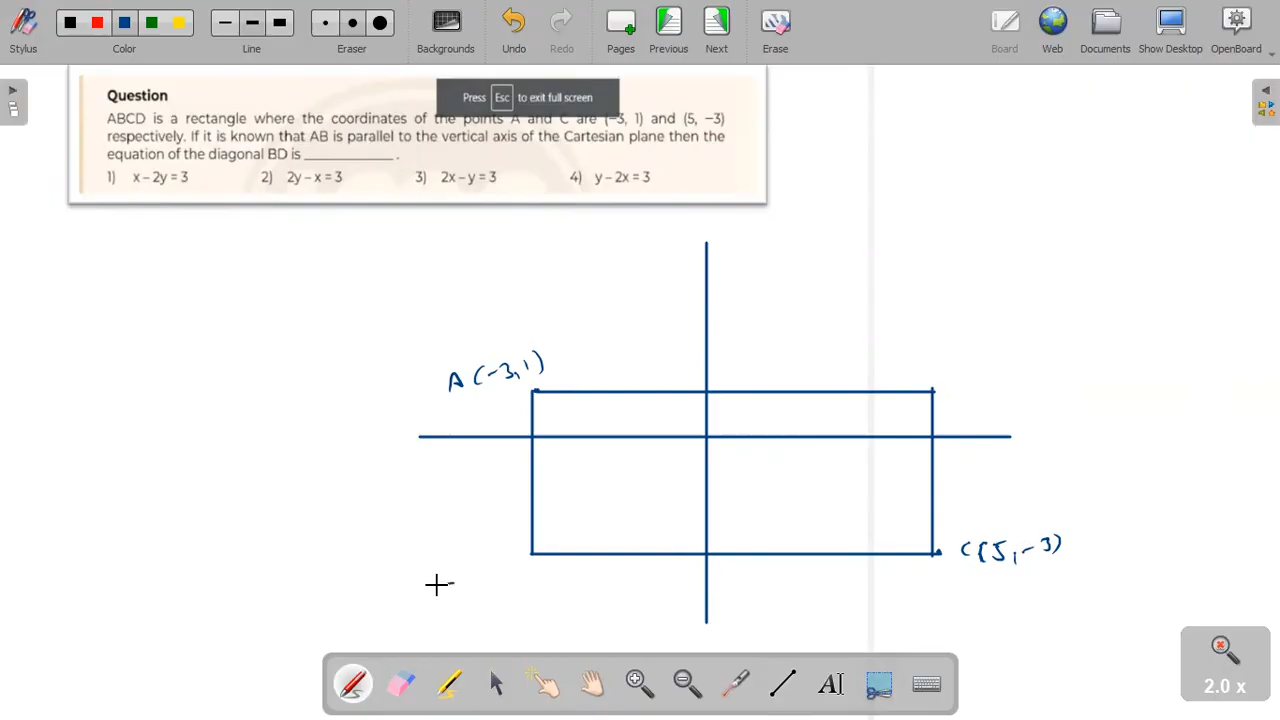 Stylus
Color
Line
Eraser
Backgrounds
Undo
Redo
Pages
Previous
Next
Erase
Board
Web
Documents
Show Desktop
OpenBoard
Press Esc to exit full screen
Question
ABCD is a rectangle where the coordinates of the points A and C are (−3, 1) and (5, −3)
respectively. If it is known that AB is parallel to the vertical axis of the Cartesian plane then the
equation of the diagonal BD is ____________ .
1) x − 2y = 3 2) 2y − x = 3 3) 2x − y = 3 4) y − 2x = 3
A (-3, 1)
C(5, -3)
AI
2.0 x